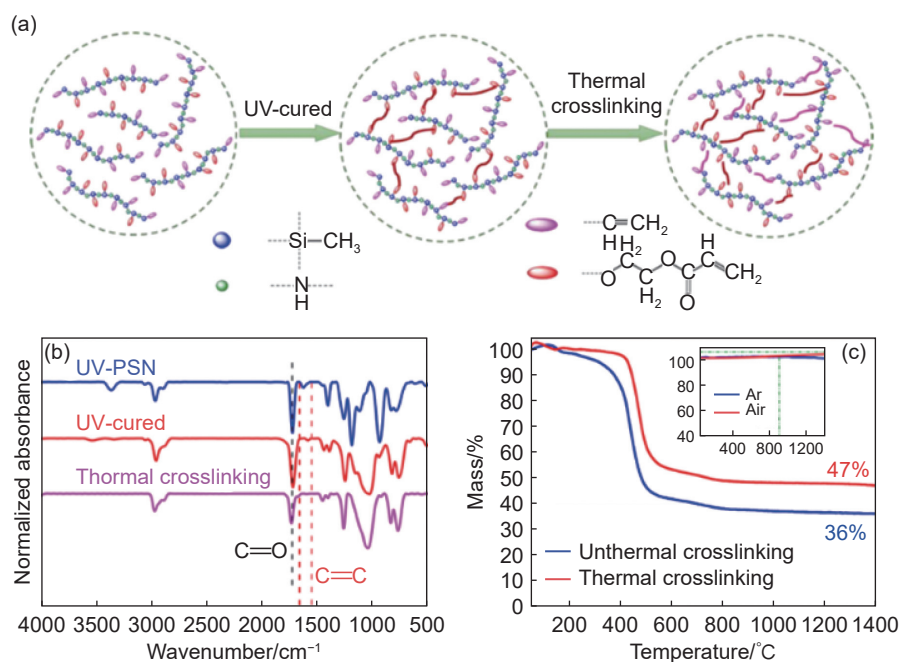 (a)
UV-cured
Thermal
crosslinking
Si—CH₃
N
H
C=CH₂
H
H₂
C
O
C
H₂
O
C
O
H
C
CH₂
(b)
UV-PSN
UV-cured
Thormal crosslinking
C=O
C=C
Normalized absorbance
4000 3000 2000 1500 1000 500
Wavenumber/cm⁻¹
(c)
100
90
80
70
60
50
40
30
20
10
0
Mass/%
100
80
60
40
Ar
Air
400 800 1200
47%
36%
Unthermal crosslinking
Thermal crosslinking
200 400 600 800 1000 1200 1400
Temperature/℃